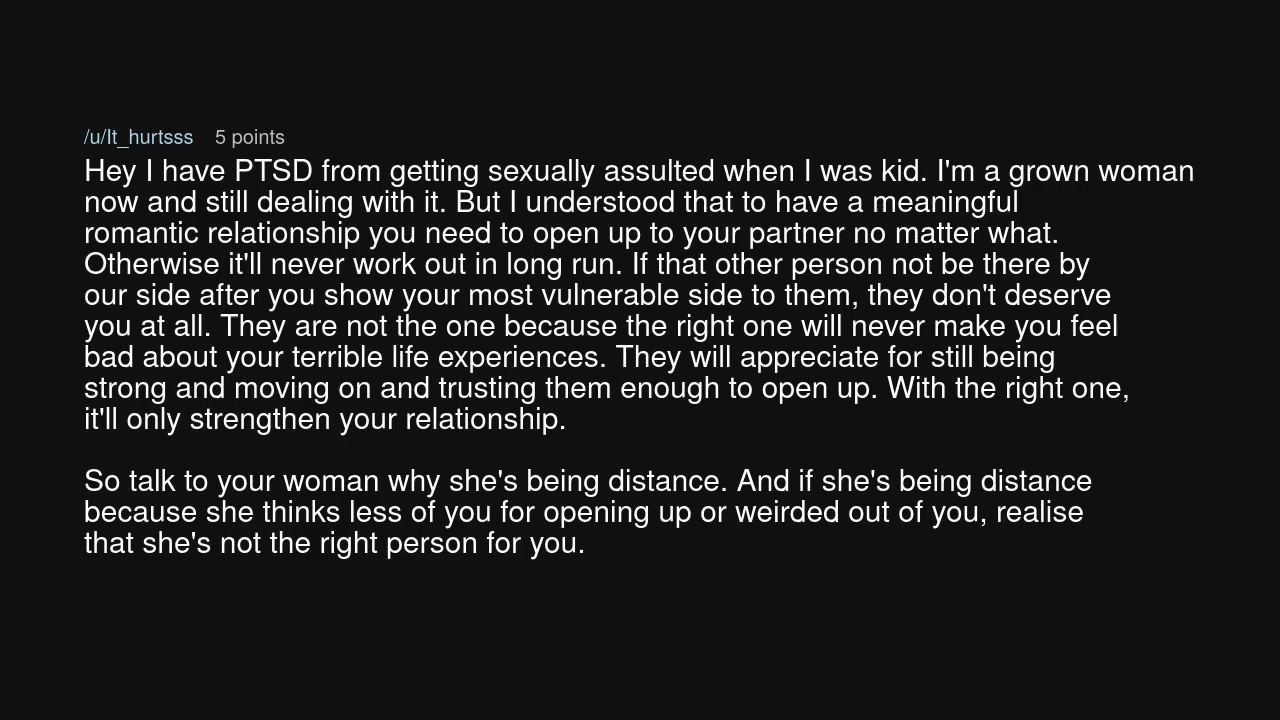 /u/It_hurtsss 5 points
Hey I have PTSD from getting sexually assulted when I was kid. I'm a grown woman
now and still dealing with it. But I understood that to have a meaningful
romantic relationship you need to open up to your partner no matter what.
Otherwise it'll never work out in long run. If that other person not be there by
our side after you show your most vulnerable side to them, they don't deserve
you at all. They are not the one because the right one will never make you feel
bad about your terrible life experiences. They will appreciate for still being
strong and moving on and trusting them enough to open up. With the right one,
it'll only strengthen your relationship.
So talk to your woman why she's being distance. And if she's being distance
because she thinks less of you for opening up or weirded out of you, realise
that she's not the right person for you.